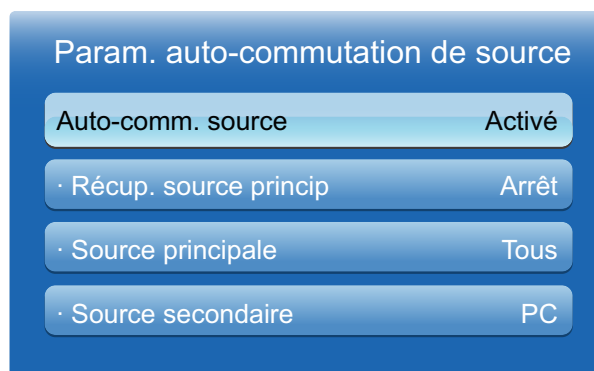 Param. auto-commutation de source
Auto-comm. source Activé
· Récup. source princip Arrêt
· Source principale Tous
· Source secondaire PC